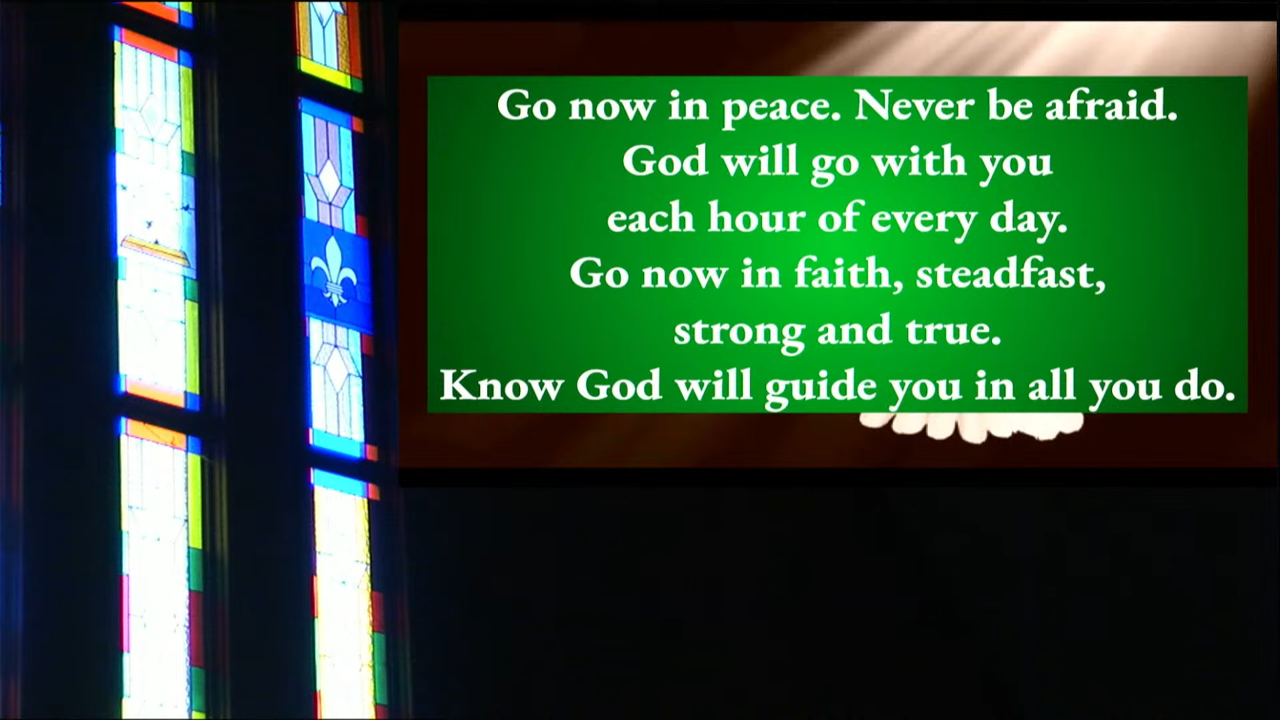 Go now in peace. Never be afraid.
God will go with you
each hour of every day.
Go now in faith, steadfast,
strong and true.
Know God will guide you in all you do.